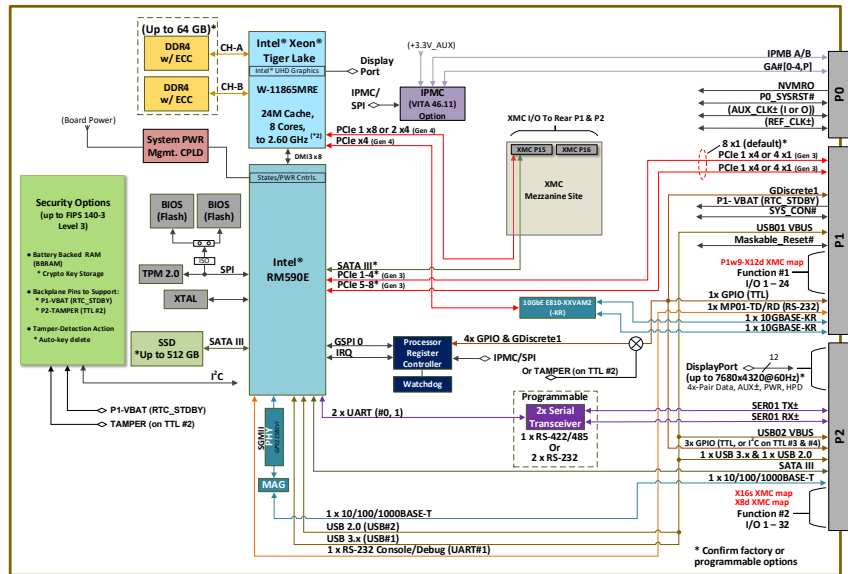 (Up to 64 GB)*
DDR4
w/ ECC
CH-A
DDR4
w/ ECC
CH-B
Intel® Xeon®
Tiger Lake
Intel® UHD Graphics
W-11865MRE
24M Cache,
8 Cores,
to 2.60 GHz (*2)
Display
Port
(+3.3V_AUX)
IPMC/
SPI
IPMC
(VITA 46.11)
Option
IPMB A/B
GA#[0-4,P]
NVMRO
P0_SYSRST#
(AUX_CLK±) (I or O))
(REF_CLK±)
P0
(Board Power)
System PWR
Mgmt. CPLD
PCIe 1 x8 or 2 x4 (Gen 4)
PCIe x4 (Gen 4)
DMI3 x8
XMC I/O To Rear P1 & P2
XMC P15
XMC P16
XMC
Mezzanine Site
8 x1 (default)*
PCIe 1 x4 or 4 x1 (Gen 3)
PCIe 1 x4 or 4 x1 (Gen 3)
GDiscrete1
P1- VBAT (RTC_STDBY)
SYS_CON#
USB01 VBUS
Maskable_Reset#
P1w9-X12d XMC map
Function #1
I/O 1 – 24
1x GPIO (TTL)
1x MP01-TD/RD (RS-232)
1 x 10GBASE-KR
1 x 10GBASE-KR
P1
Security Options
(up to FIPS 140-3
Level 3)
Battery Backed RAM
(BBRAM)
* Crypto Key Storage
Backplane Pins to Support:
* P1-VBAT (RTC_STDBY)
* P2-TAMPER (TTL #2)
Tamper-Detection Action
* Auto-key delete
BIOS
(Flash)
BIOS
(Flash)
ISO
TPM 2.0
SPI
XTAL
States/PWR Cntrls.
Intel®
RM590E
SATA III*
PCIe 1-4* (Gen 3)
PCIe 5-8* (Gen 3)
10GbE E810-XXVAM2
(-KR)
SSD
*Up to 512 GB
SATA III
I²C
P1-VBAT (RTC_STDBY)
TAMPER (on TTL #2)
GSPI 0
IRQ
Processor
Register
Controller
Watchdog
4x GPIO & GDiscrete1
IPMC/SPI
Or TAMPER (on TTL #2)
12
DisplayPort
(up to 7680x4320@60Hz)*
4x-Pair Data, AUX±, PWR, HPD
2 x UART (#0, 1)
Programmable
2x Serial
Transceiver
1 x RS-422/485
Or
2 x RS-232
SER01 TX±
SER01 RX±
USB02 VBUS
3x GPIO (TTL, or I²C on TTL #3 & #4)
1 x USB 3.x & 1 x USB 2.0
SATA III
1 x 10/100/1000BASE-T
X16s XMC map
X8d XMC map
Function #2
I/O 1 – 32
P2
SGMII
PHY
MAG
1 x 10/100/1000BASE-T
USB 2.0 (USB#2)
USB 3.x (USB#1)
1 x RS-232 Console/Debug (UART#1)
* Confirm factory or
programmable options